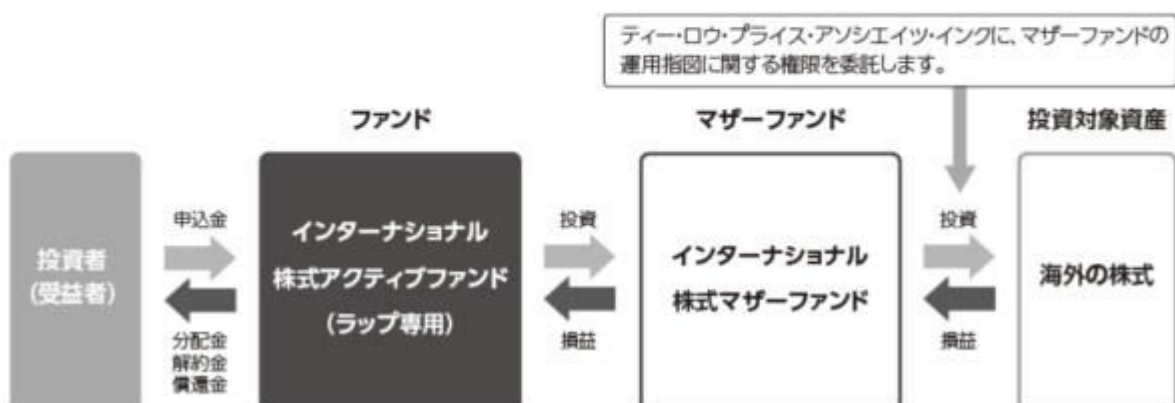 ティー・ロウ・プライス・アソシエイツ・インクに、マザーファンドの
運用指図に関する権限を委託します。
ファンド
マザーファンド
投資対象資産
投資者
(受益者)
申込金
分配金
解約金
償還金
インターナショナル
株式アクティブファンド
(ラップ専用)
投資
損益
インターナショナル
株式マザーファンド
投資
損益
海外の株式